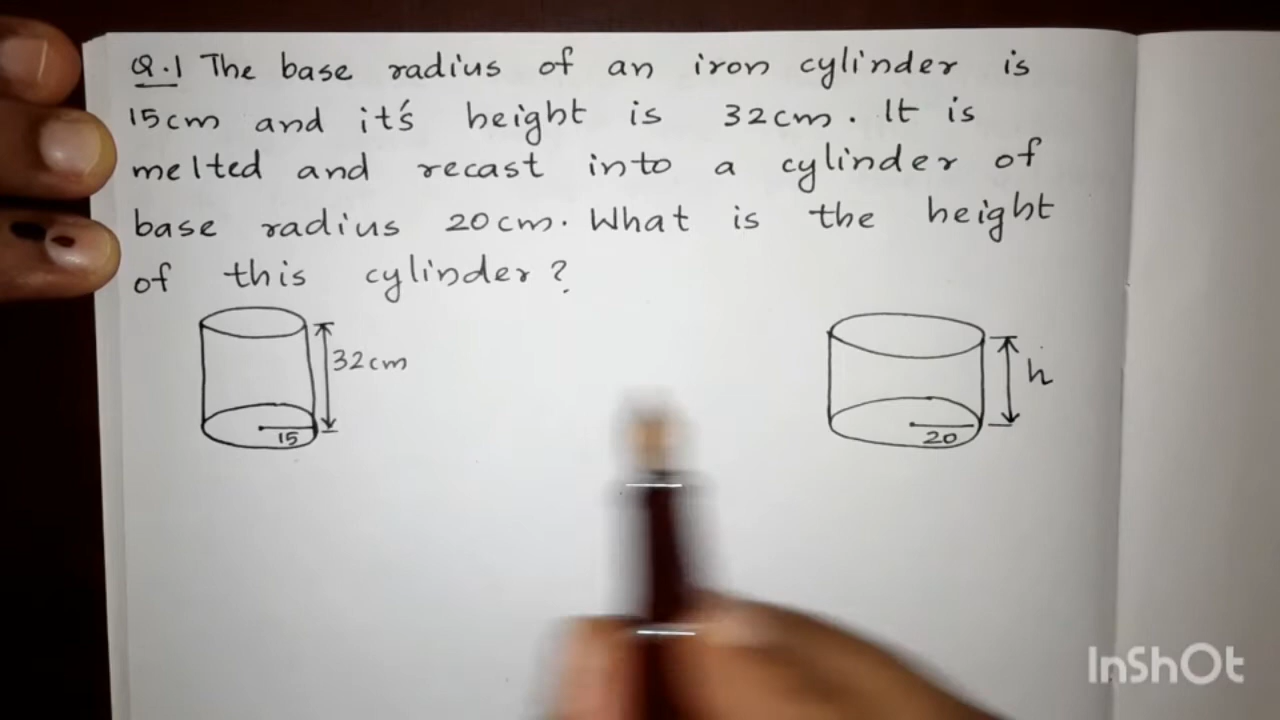 Q.1 The base radius of an iron cylinder is
15cm and it's height is 32cm. It is
melted and recast into a cylinder of
base radius 20cm. What is the height
of this cylinder?
32cm
h
15
20
InShOt